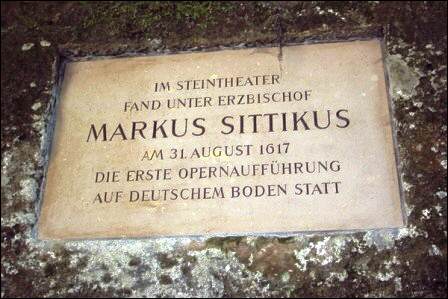 IM STEINTHEATER
FAND UNTER ERZBISCHOF
MARKUS SITTIKUS
AM 31. AUGUST 1617
DIE ERSTE OPERNAUFFÜHRUNG
AUF DEUTSCHEM BODEN STATT